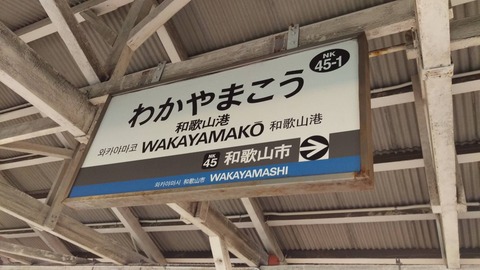 NK
45-1
わかやまこう
和歌山港
와카야마코 WAKAYAMAKŌ 和歌山港
NK
45 和歌山市
와카야마시 和歌山市 WAKAYAMASHI